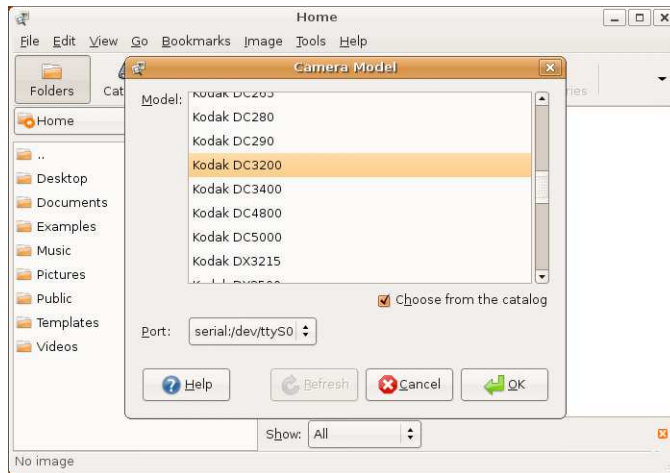 Home
File Edit View Go Bookmarks Image Tools Help
Camera Model
Folders
Home
..
Desktop
Documents
Examples
Music
Pictures
Public
Templates
Videos
Model:
Kodak DC265
Kodak DC280
Kodak DC290
Kodak DC3200
Kodak DC3400
Kodak DC4800
Kodak DC5000
Kodak DX3215
Choose from the catalog
Port: serial:/dev/ttyS0
Help Refresh Cancel OK
Show: All
No image